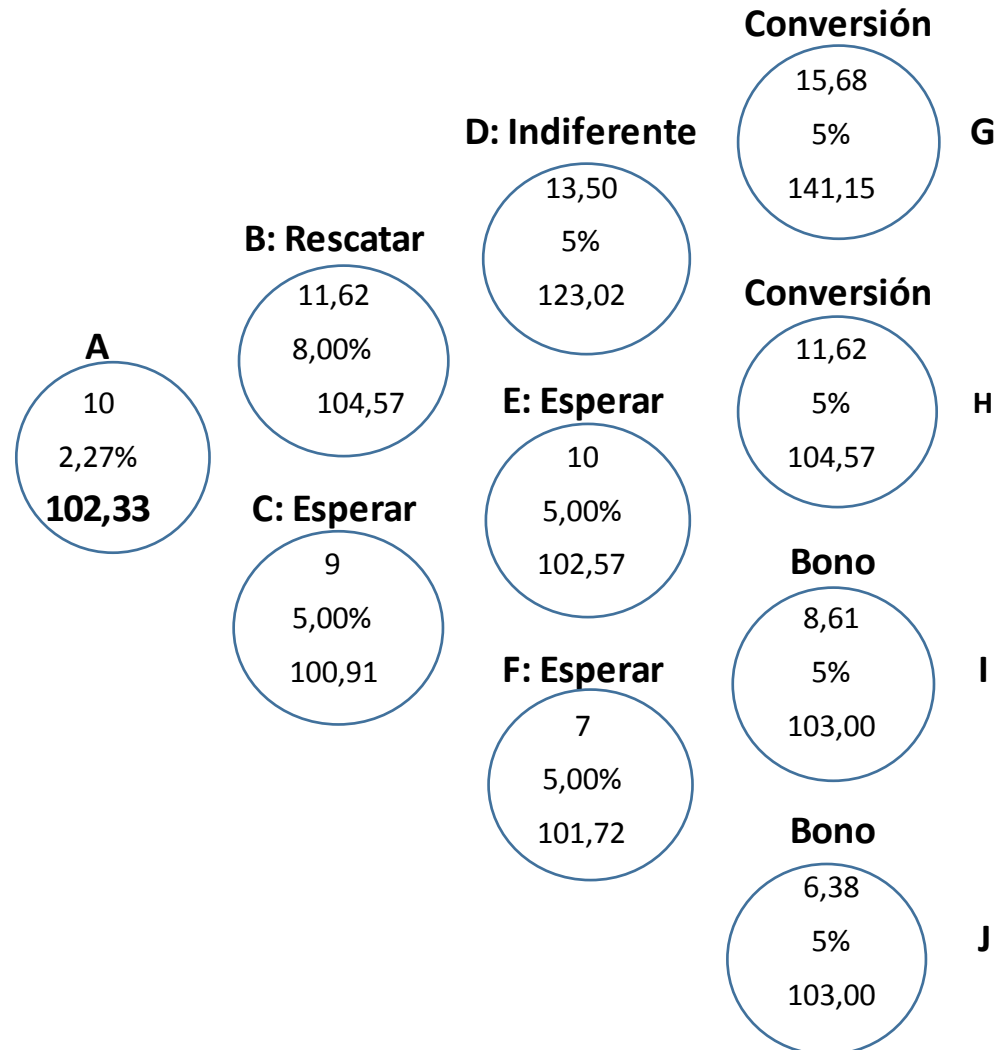 A
10
2,27%
102,33
B: Rescatar
11,62
8,00%
104,57
C: Esperar
9
5,00%
100,91
D: Indiferente
13,50
5%
123,02
E: Esperar
10
5,00%
102,57
F: Esperar
7
5,00%
101,72
Conversión
15,68
5%
141,15
G
Conversión
11,62
5%
104,57
H
Bono
8,61
5%
103,00
I
Bono
6,38
5%
103,00
J